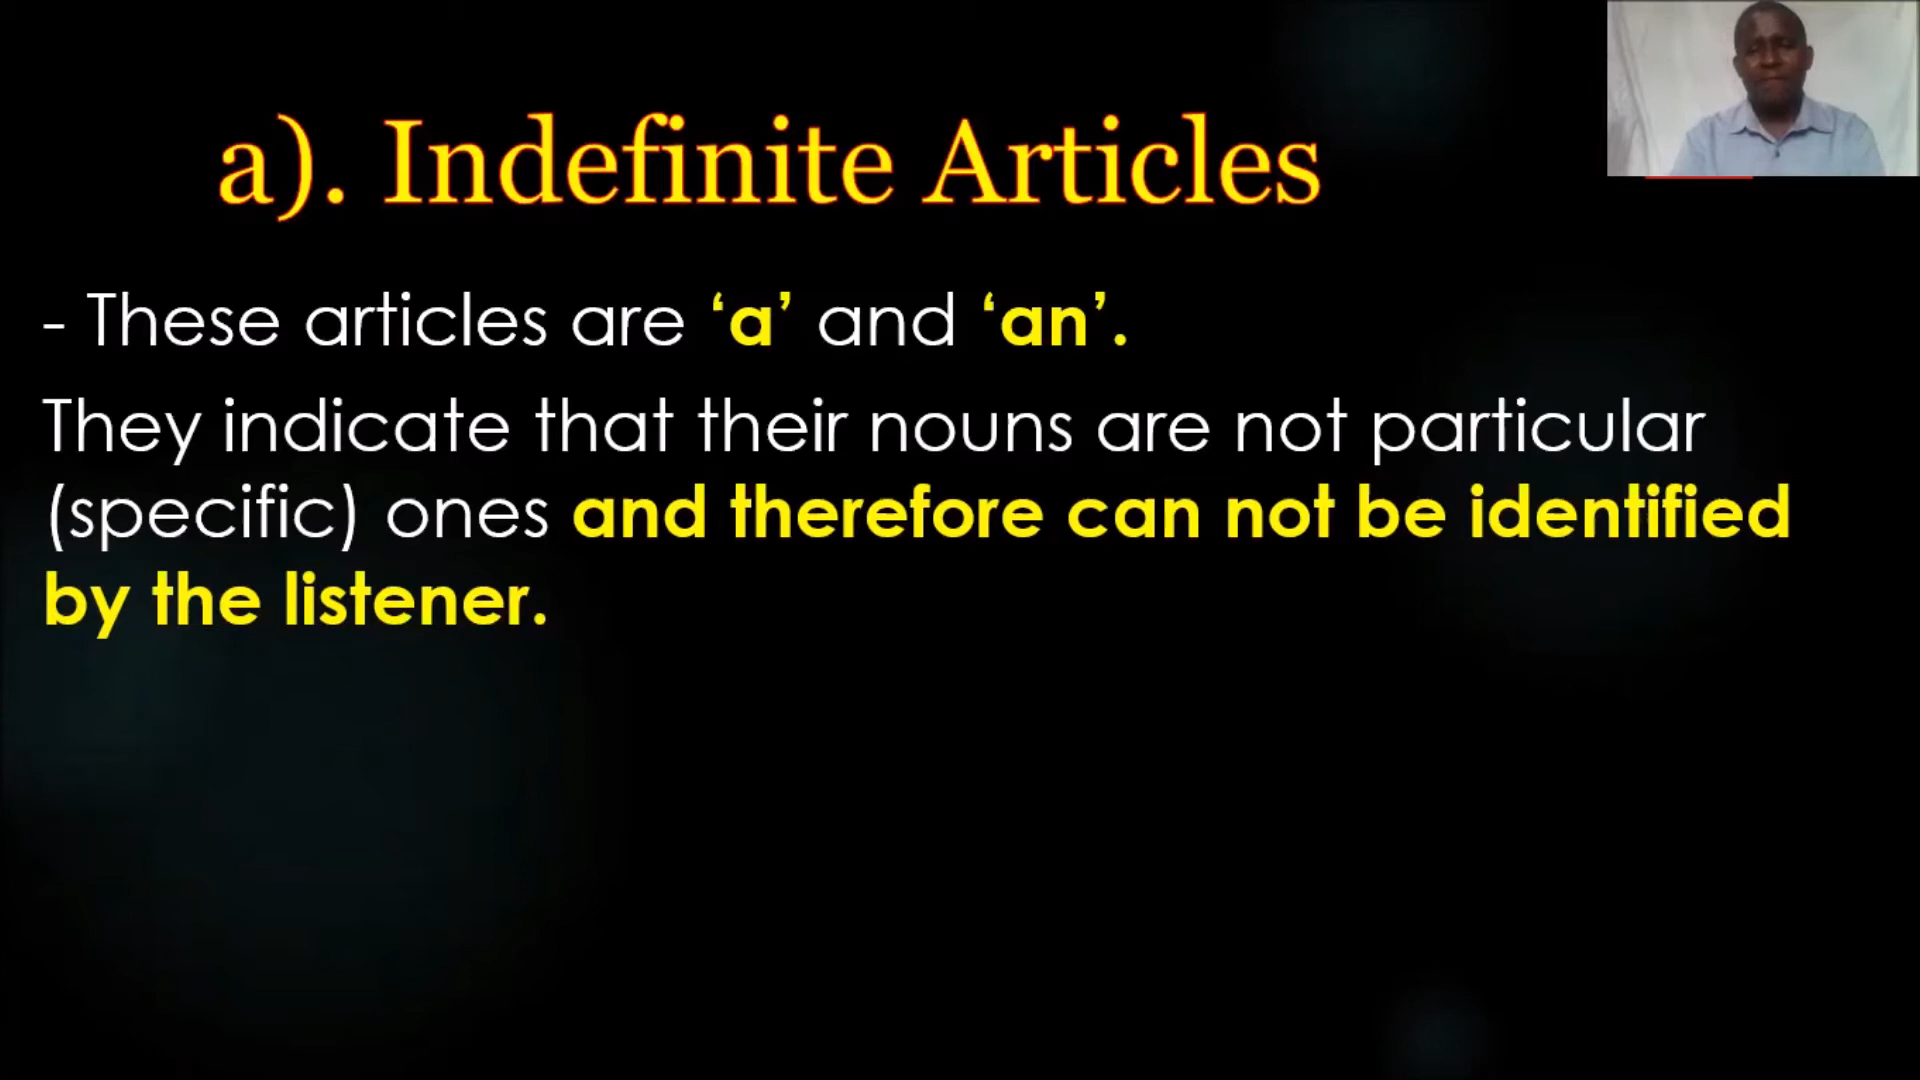 a). Indefinite Articles
- These articles are ‘a’ and ‘an’.
They indicate that their nouns are not particular
(specific) ones and therefore can not be identified
by the listener.